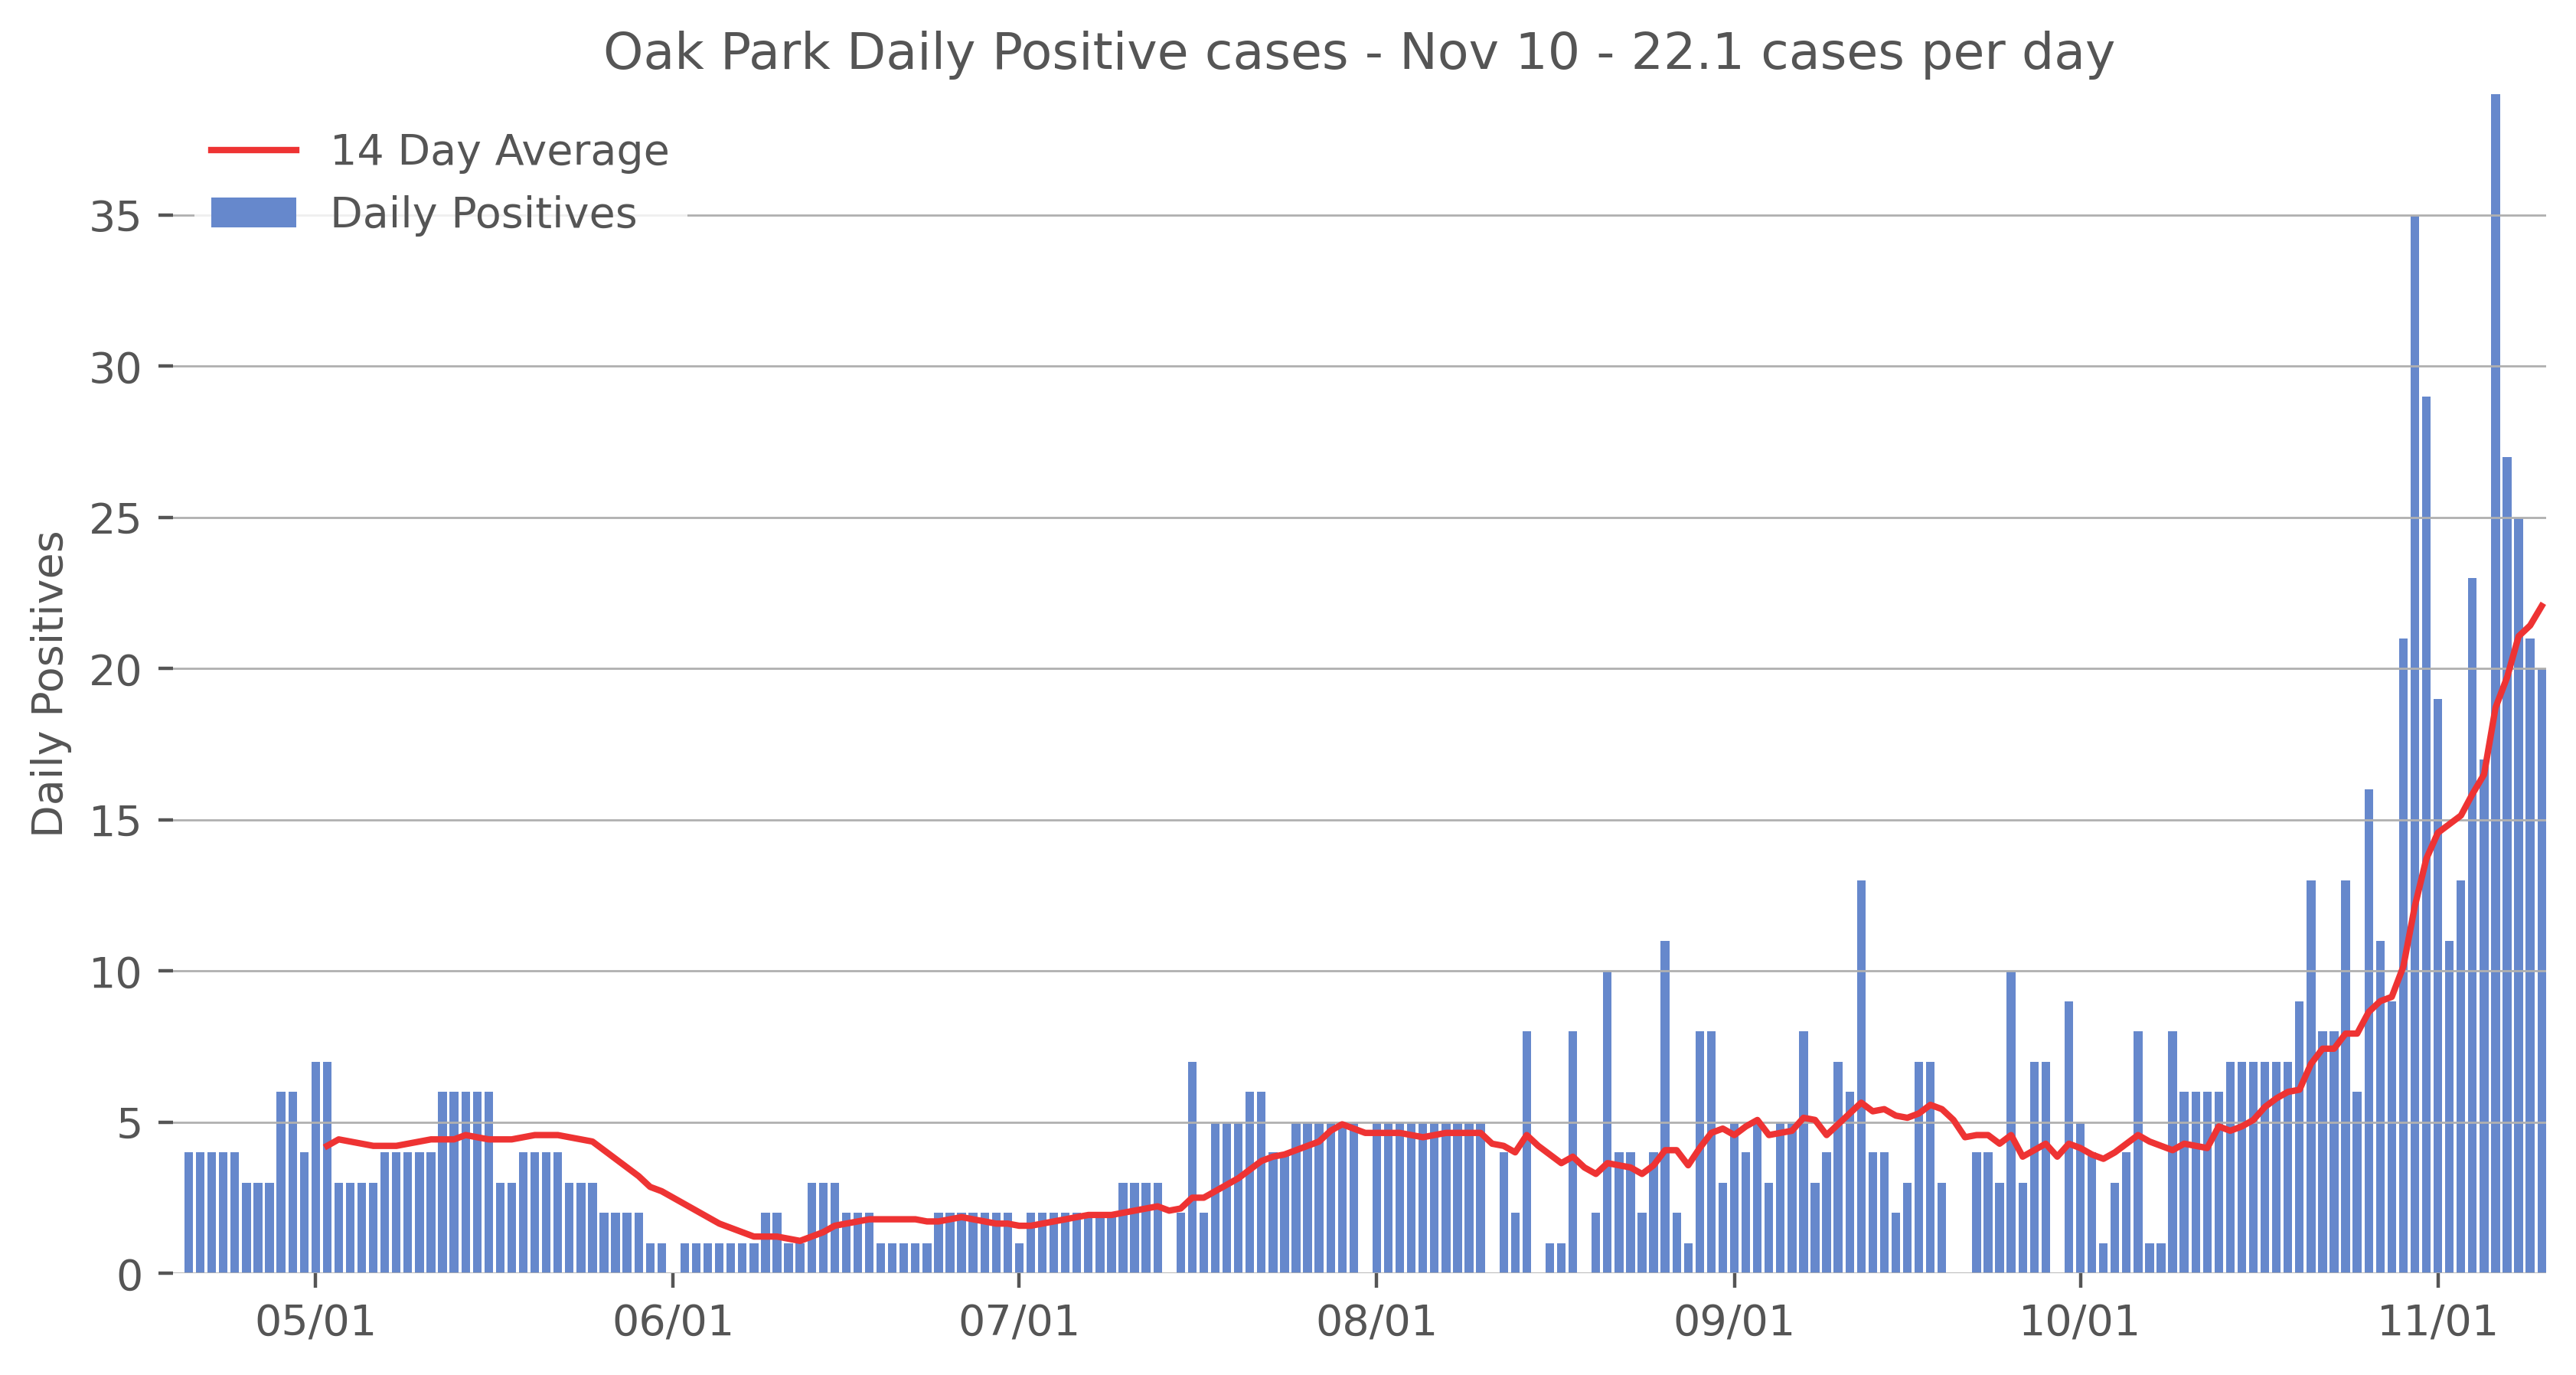 Oak Park Daily Positive cases - Nov 10 - 22.1 cases per day
14 Day Average
Daily Positives
Daily Positives
35
30
25
20
15
10
5
0
05/01 06/01 07/01 08/01 09/01 10/01 11/01